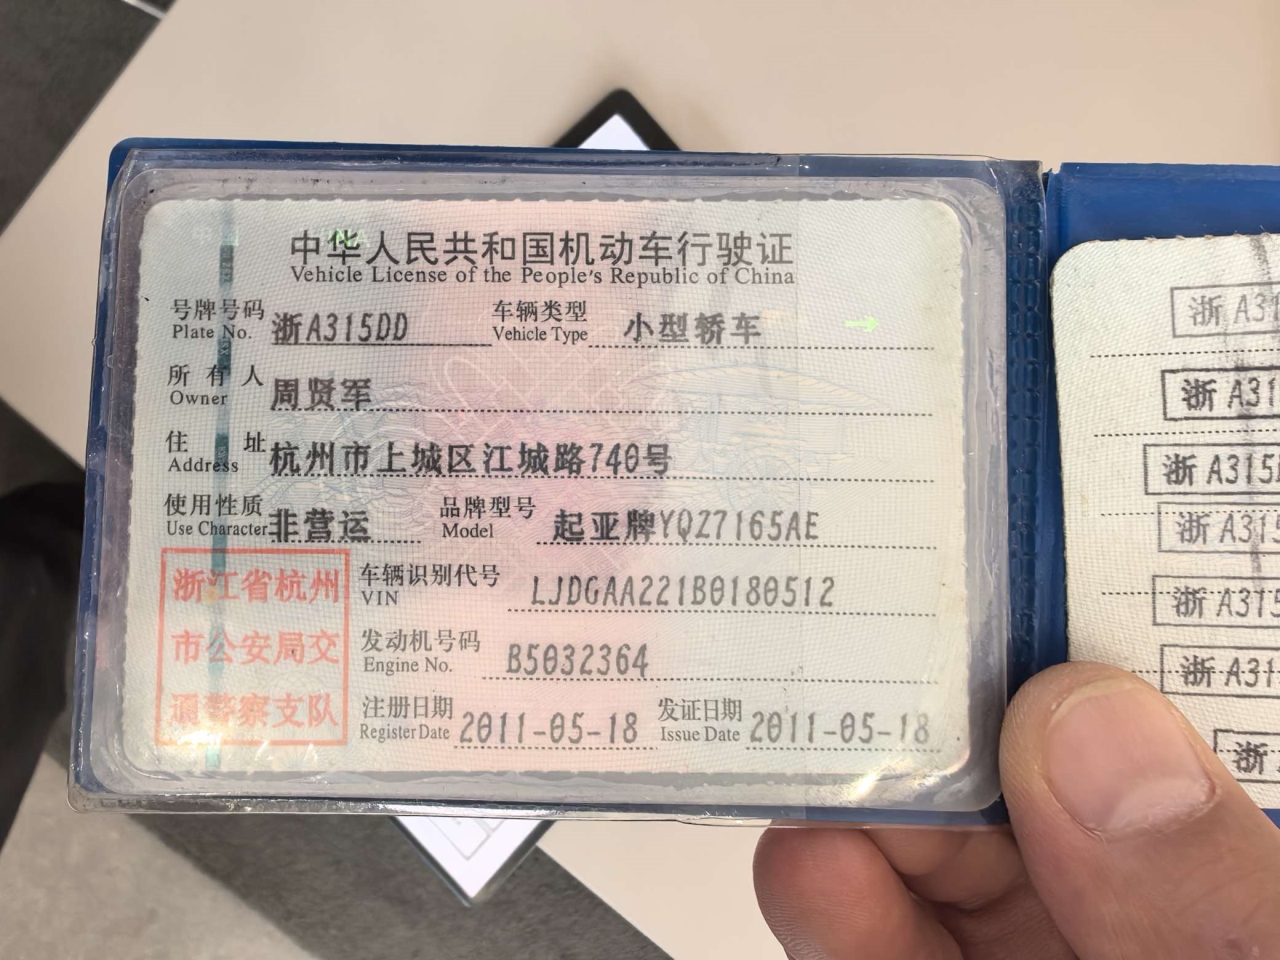 中华人民共和国机动车行驶证
Vehicle License of the People's Republic of China
号牌号码 浙A315DD 车辆类型 小型轿车
Plate No. Vehicle Type
所有人 周贤军
Owner
住址 杭州市上城区江城路740号
Address
使用性质 非营运 品牌型号 起亚牌YQZ7165AE
Use Character Model
车辆识别代号 LJDGAA221B0180512
VIN
发动机号码 B5032364
Engine No.
注册日期 2011-05-18 发证日期 2011-05-18
Register Date Issue Date
浙江省杭州
市公安局交
通警察支队
浙 A31
浙 A31
浙 A315
浙 A315
浙 A315
浙 A31
浙